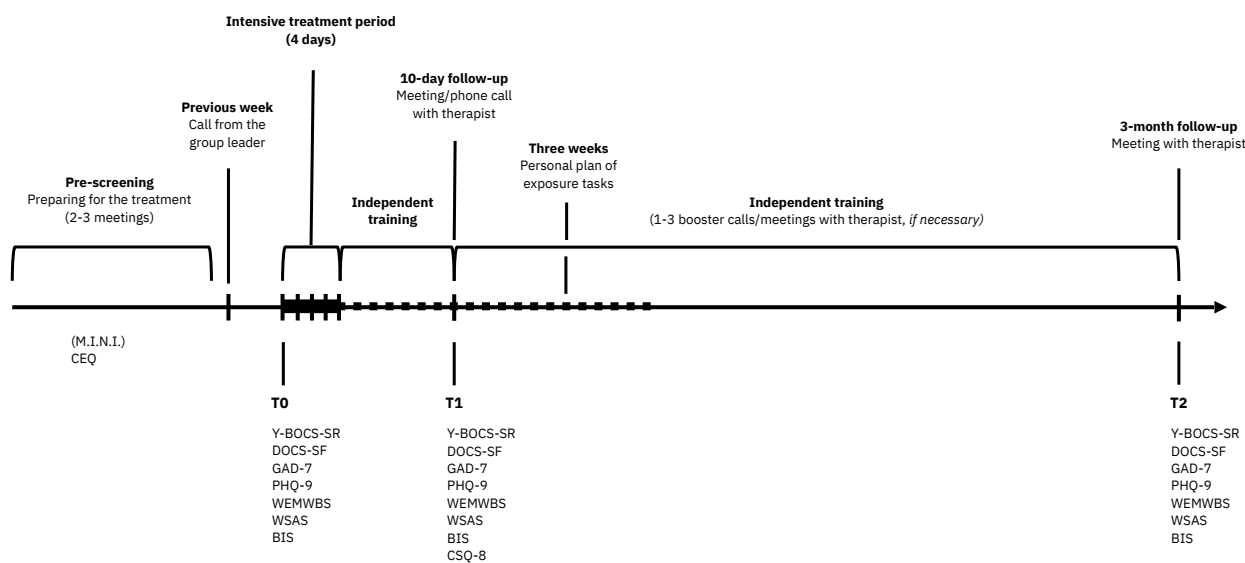 Intensive treatment period
(4 days)
10-day follow-up
Meeting/phone call
with therapist
Previous week
Call from the
group leader
Three weeks
Personal plan of
exposure tasks
3-month follow-up
Meeting with therapist
Pre-screening
Preparing for the treatment
(2-3 meetings)
Independent
training
Independent training
(1-3 booster calls/meetings with therapist, if necessary)
(M.I.N.I.)
CEQ
T0
Y-BOCS-SR
DOCS-SF
GAD-7
PHQ-9
WEMWBS
WSAS
BIS
T1
Y-BOCS-SR
DOCS-SF
GAD-7
PHQ-9
WEMWBS
WSAS
BIS
CSQ-8
T2
Y-BOCS-SR
DOCS-SF
GAD-7
PHQ-9
WEMWBS
WSAS
BIS